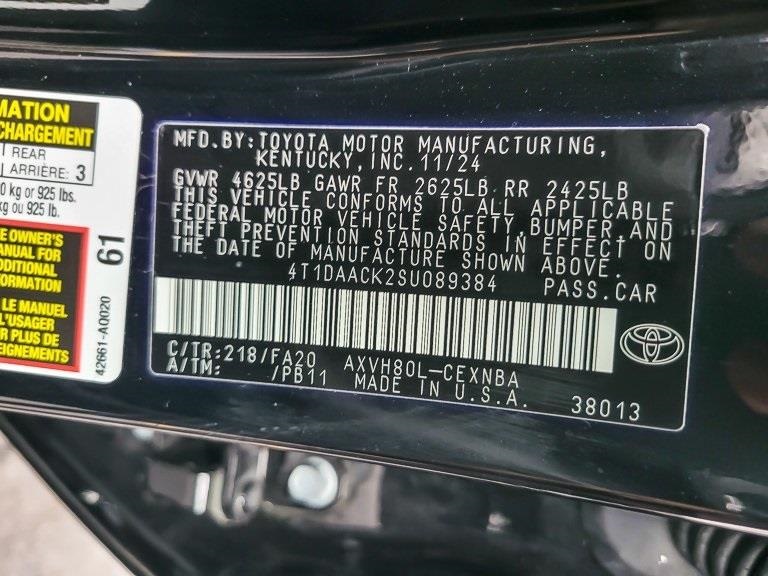 MATION
CHARGEMENT
REAR
ARRIÈRE: 3
0 kg or 925 lbs.
kg ou 925 lb.
E OWNER'S
MANUAL FOR
DDITIONAL
FORMATION
LE MANUEL
L'USAGER
R PLUS DE
EIGNEMENTS
61
42661-A0020
MFD.BY:TOYOTA MOTOR MANUFACTURING,
KENTUCKY,INC.11/24
GVWR 4625LB GAWR FR 2625LB RR 2425LB
THIS VEHICLE CONFORMS TO ALL APPLICABLE
FEDERAL MOTOR VEHICLE SAFETY,BUMPER,AND
THEFT PREVENTION STANDARDS IN EFFECT ON
THE DATE OF MANUFACTURE SHOWN ABOVE.
4T1DAACK2SU089384 PASS.CAR
C/TR:218/FA20 AXVH80L-CEXNBA
A/TM: /PB11 MADE IN U.S.A. 38013